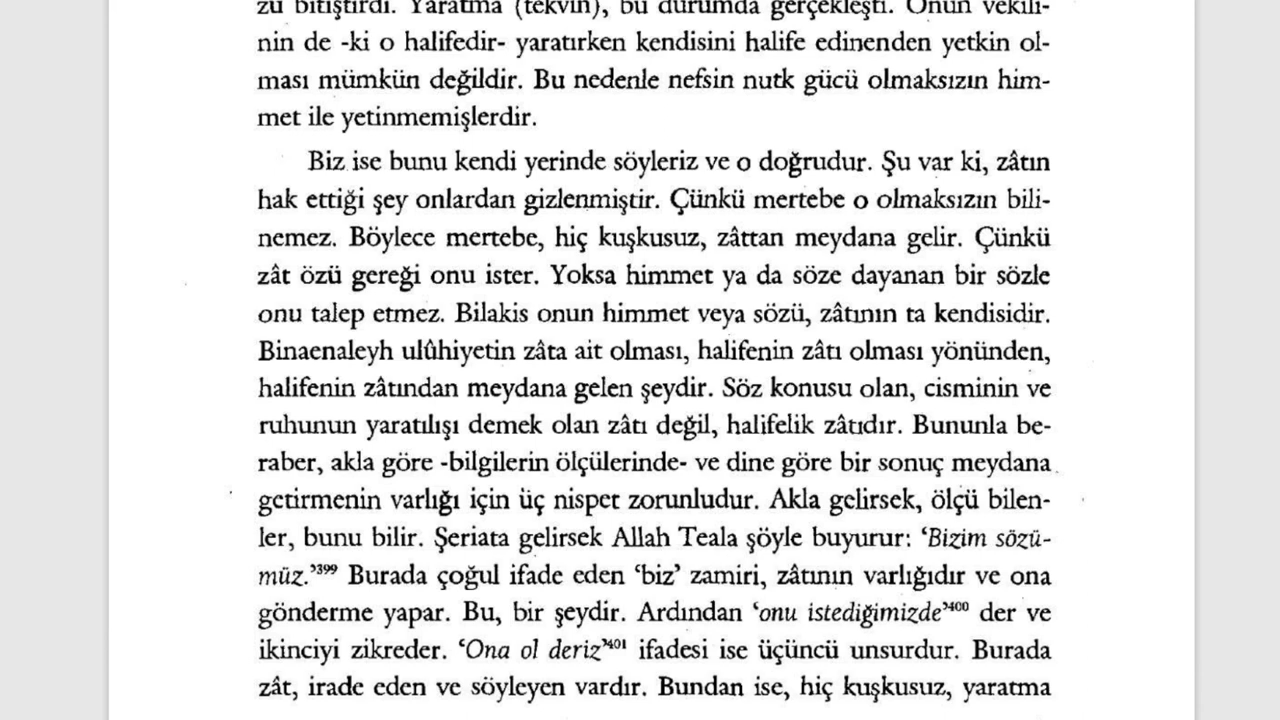 zu bitiştirdi. Yaratma (tekvin), bu durumda gerçekleşti. Onun vekili-
nin de -ki o halifedir- yaratırken kendisini halife edinenden yetkin ol-
ması mümkün değildir. Bu nedenle nefsin nutk gücü olmaksızın him-
met ile yetinmemişlerdir.
Biz ise bunu kendi yerinde söyleriz ve o doğrudur. Şu var ki, zâtın
hak ettiği şey onlardan gizlenmiştir. Çünkü mertebe o olmaksızın bili-
nemez. Böylece mertebe, hiç kuşkusuz, zâttan meydana gelir. Çünkü
zât özü gereği onu ister. Yoksa himmet ya da söze dayanan bir sözle
onu talep etmez. Bilakis onun himmet veya sözü, zâtının ta kendisidir.
Binaenaleyh ulûhiyetin zâta ait olması, halifenin zâtı olması yönünden,
halifenin zâtından meydana gelen şeydir. Söz konusu olan, cisminin ve
ruhunun yaratılışı demek olan zâtı değil, halifelik zâtıdır. Bununla be-
raber, akla göre -bilgilerin ölçülerinde- ve dine göre bir sonuç meydana
getirmenin varlığı için üç nispet zorunludur. Akla gelirsek, ölçü bilen-
ler, bunu bilir. Şeriata gelirsek Allah Teala şöyle buyurur: ‘Bizim sözü-
müz.’³⁹⁹ Burada çoğul ifade eden ‘biz’ zamiri, zâtının varlığıdır ve ona
gönderme yapar. Bu, bir şeydir. Ardından ‘onu istediğimizde’⁴⁰⁰ der ve
ikinciyi zikreder. ‘Ona ol deriz’⁴⁰¹ ifadesi ise üçüncü unsurdur. Burada
zât, irade eden ve söyleyen vardır. Bundan ise, hiç kuşkusuz, yaratma